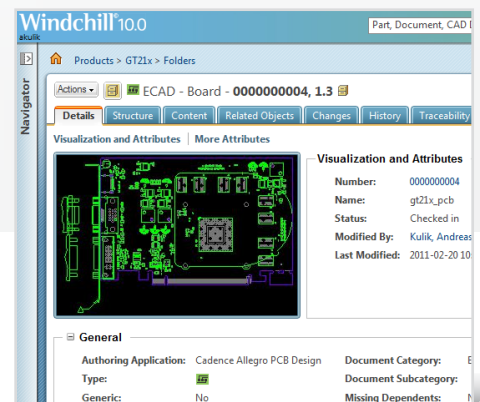 Windchill® 10.0
akulik
Part, Document, CAD
Products > GT21x > Folders
Navigator
Actions ECAD - Board - 0000000004, 1.3
Details Structure Content Related Objects Changes History Traceability
Visualization and Attributes | More Attributes
Visualization and Attributes
Number: 0000000004
Name: gt21x_pcb
Status: Checked in
Modified By: Kulik, Andreas
Last Modified: 2011-02-20 10
General
Authoring Application: Cadence Allegro PCB Design Document Category:
Type: Document Subcategory:
Generic: No Missing Dependents: